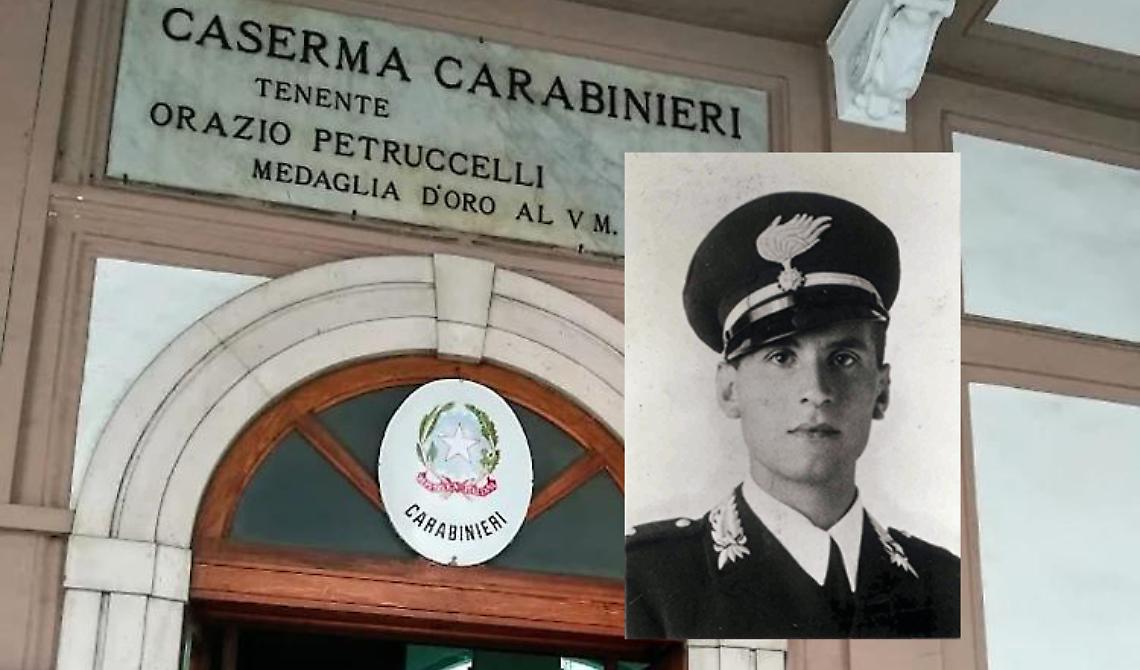 CASERMA CARABINIERI
TENENTE
ORAZIO PETRUCCELLI
MEDAGLIA D'ORO AL V M.
CARABINIERI